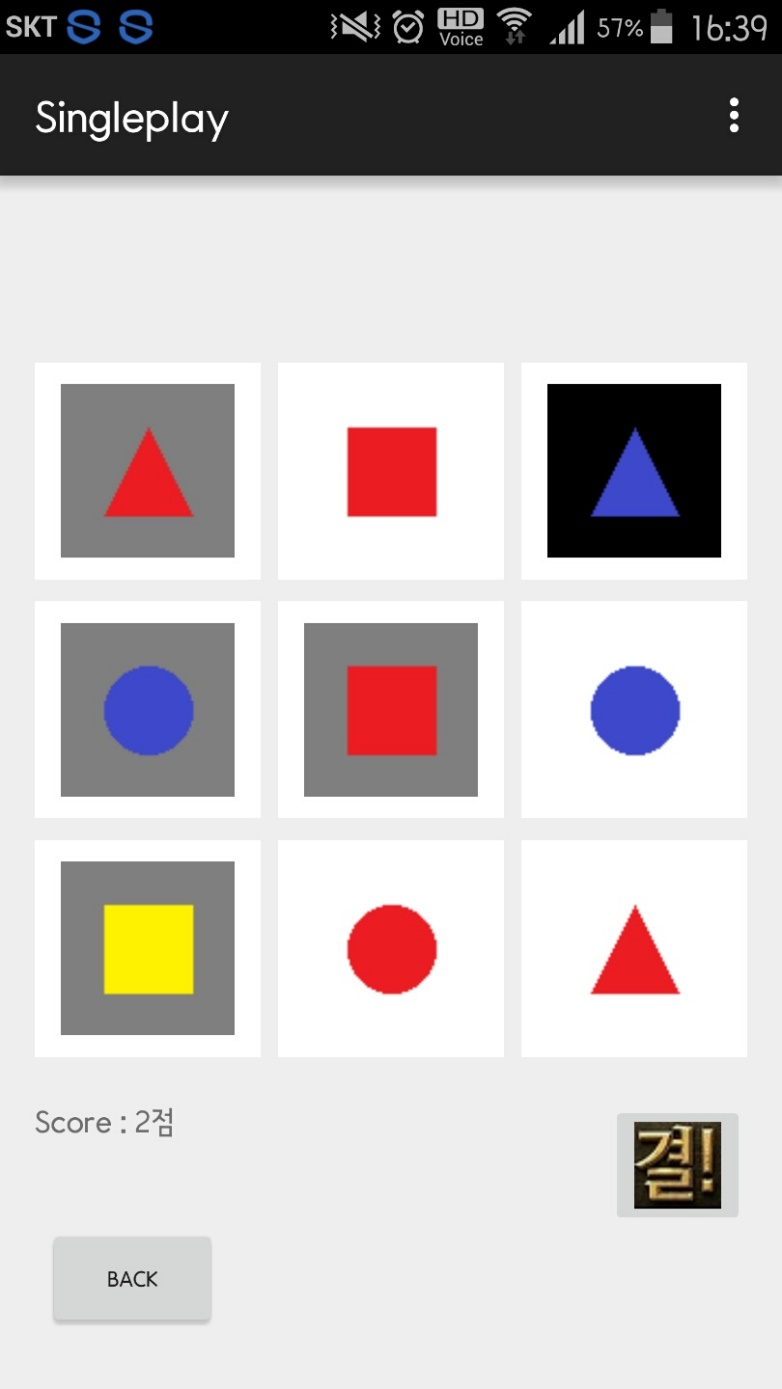 SKT HD Voice 57% 16:39
Singleplay
Score : 2점
결!
BACK